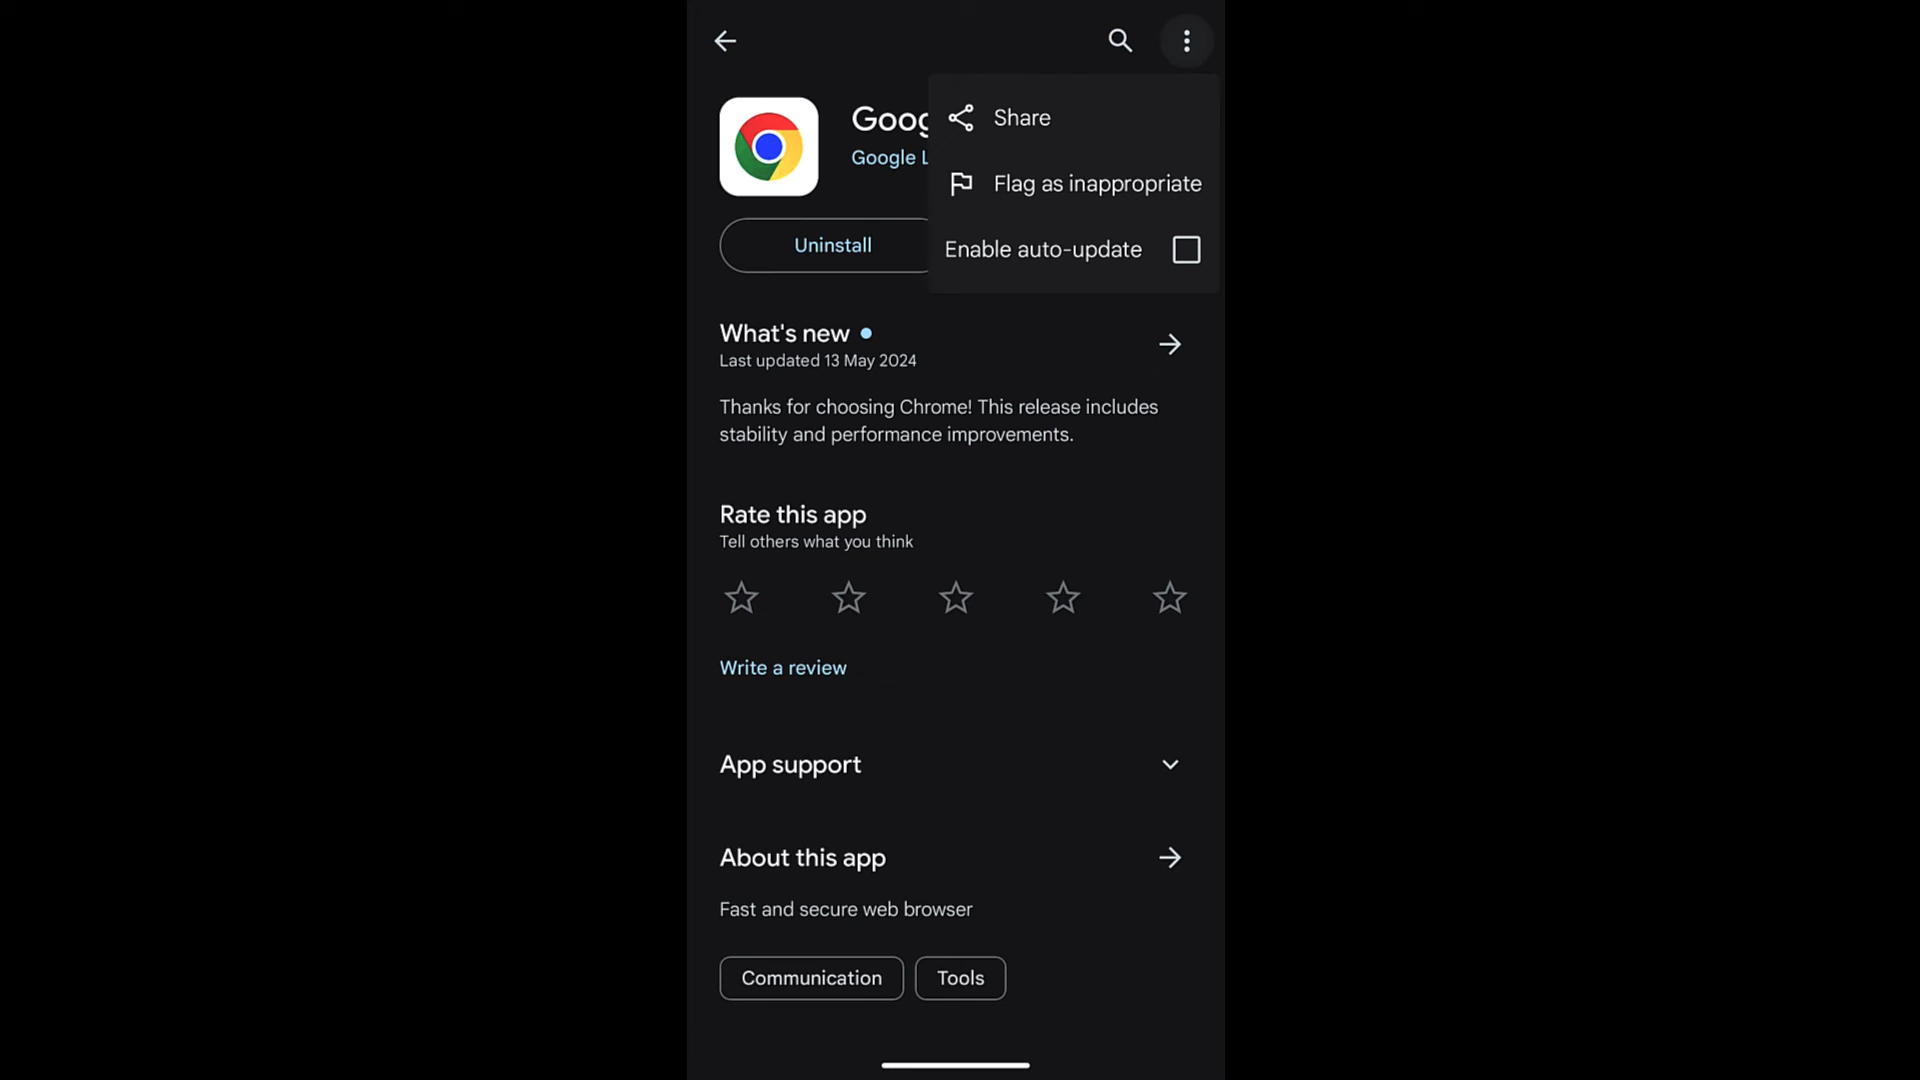 Goog
Google L
Share
Flag as inappropriate
Enable auto-update
Uninstall
What's new
Last updated 13 May 2024
Thanks for choosing Chrome! This release includes
stability and performance improvements.
Rate this app
Tell others what you think
Write a review
App support
About this app
Fast and secure web browser
Communication
Tools